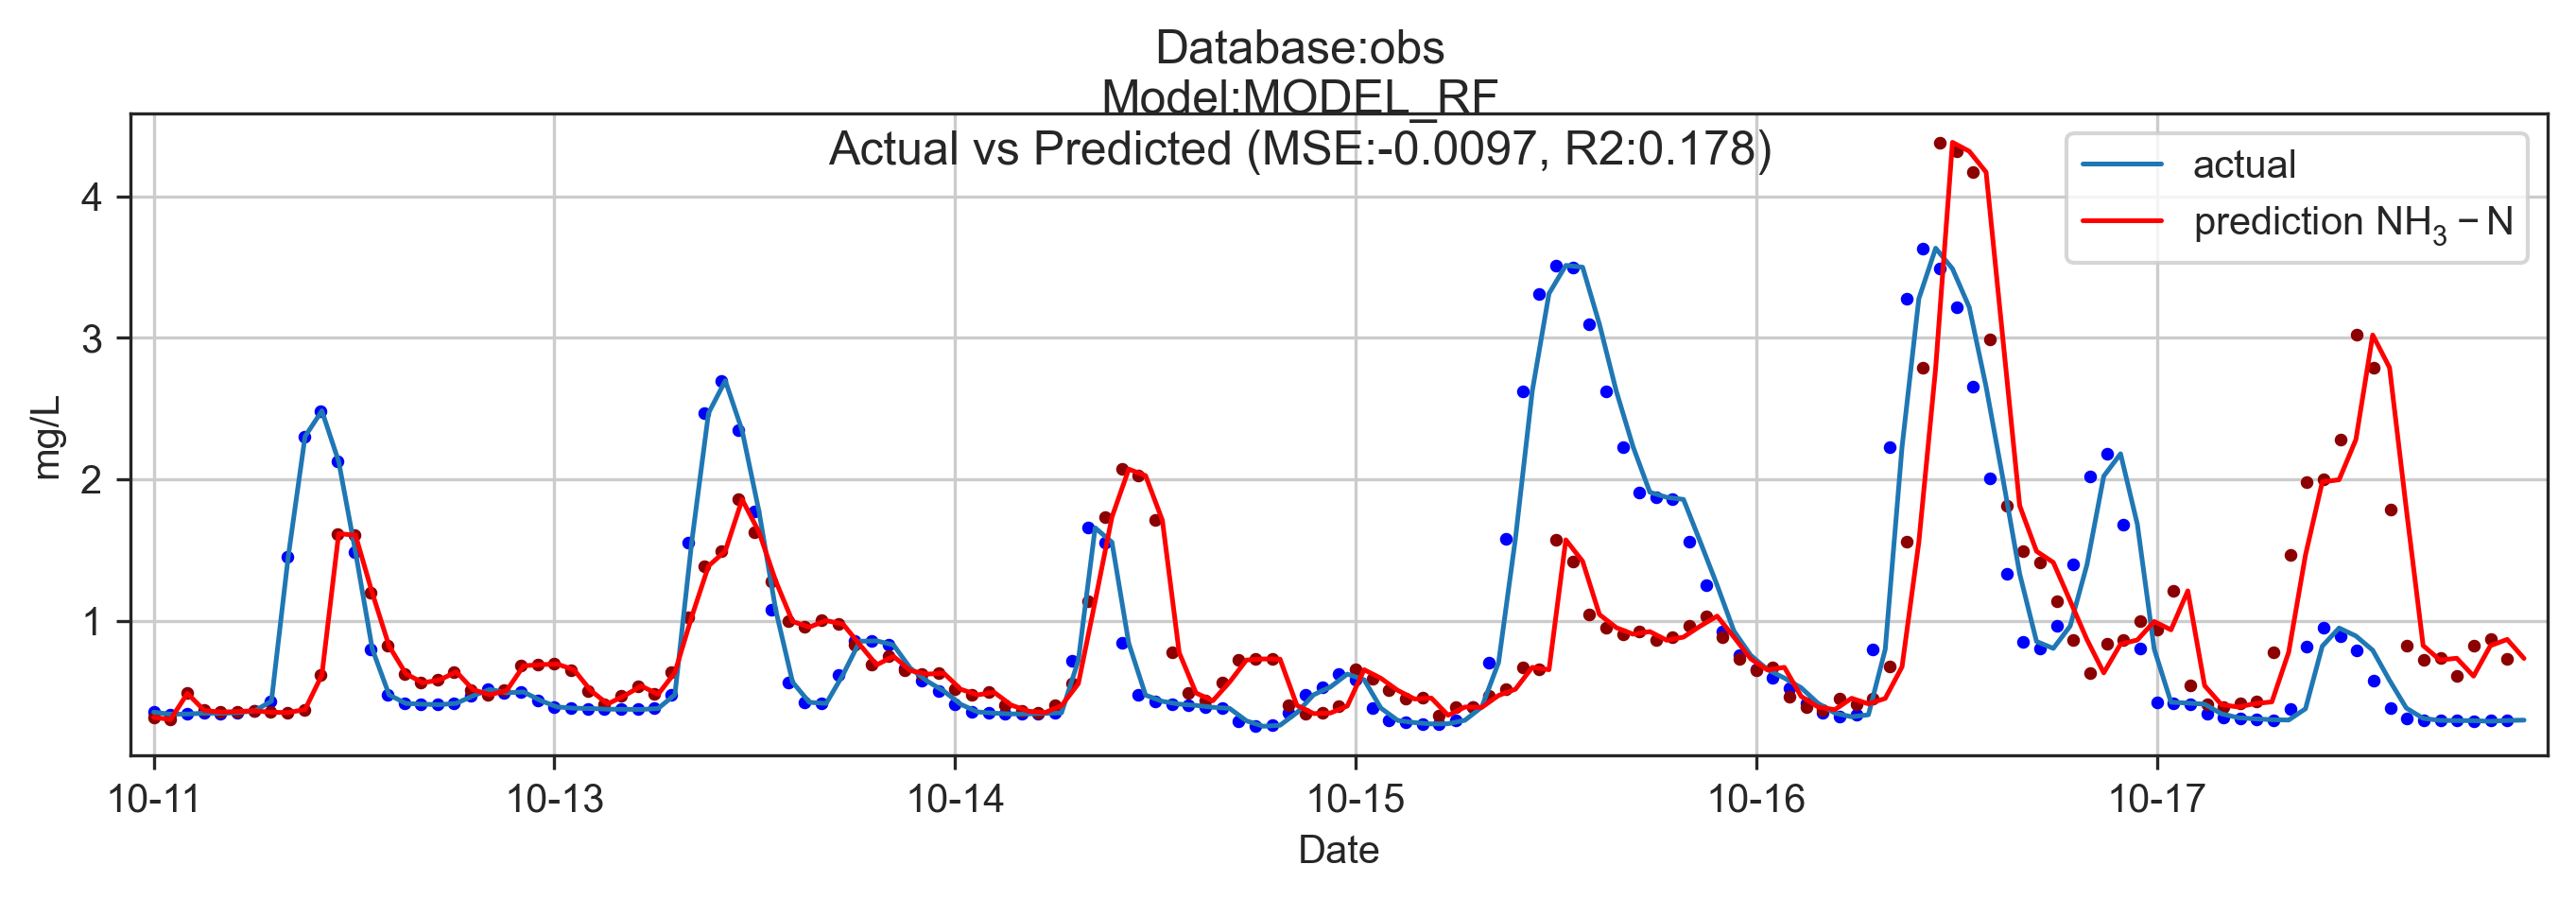 Database:obs
Model:MODEL_RF
Actual vs Predicted (MSE:-0.0097, R2:0.178)
actual
prediction NH₃ − N
mg/L
4
3
2
1
10-11 10-13 10-14 10-15 10-16 10-17
Date